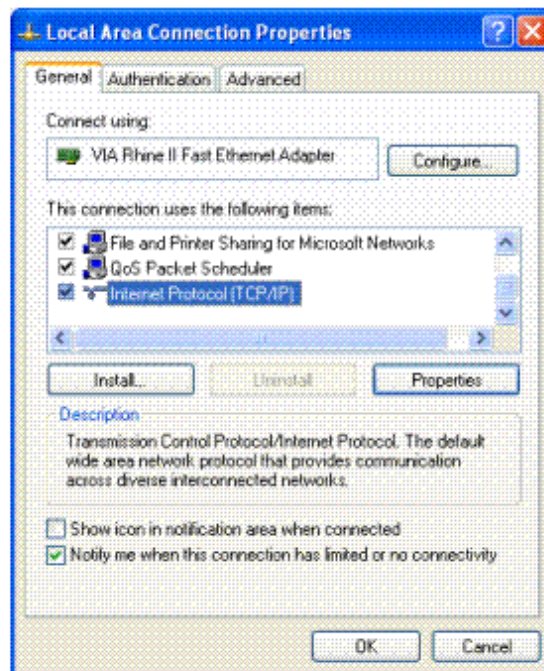 Local Area Connection Properties
General Authentication Advanced
Connect using:
VIA Rhine II Fast Ethernet Adapter
Configure...
This connection uses the following items:
File and Printer Sharing for Microsoft Networks
QoS Packet Scheduler
Internet Protocol (TCP/IP)
Install... Uninstall Properties
Description
Transmission Control Protocol/Internet Protocol. The default
wide area network protocol that provides communication
across diverse interconnected networks.
Show icon in notification area when connected
Notify me when this connection has limited or no connectivity
OK Cancel